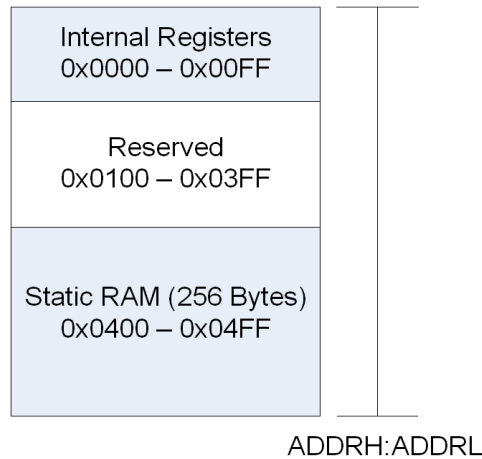 Internal Registers
0x0000 – 0x00FF
Reserved
0x0100 – 0x03FF
Static RAM (256 Bytes)
0x0400 – 0x04FF
ADDRH:ADDRL